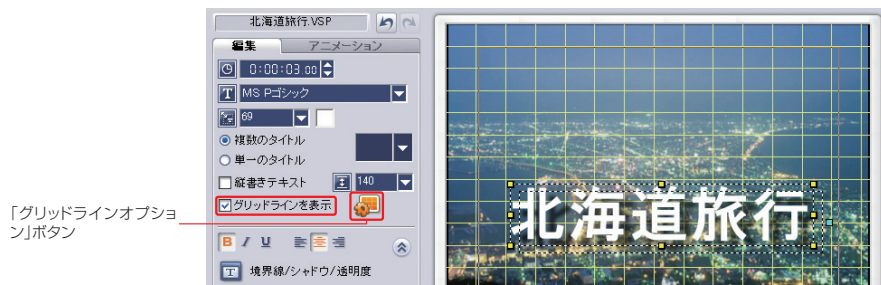 北海道旅行.VSP
編集 アニメーション
0:00:03.00
T MS Pゴシック
69
複数のタイトル
単一のタイトル
縦書きテキスト 140
グリッドラインを表示
「グリッドラインオプショ
ン」ボタン
B I U
T 境界線/シャドウ/透明度
北海道旅行